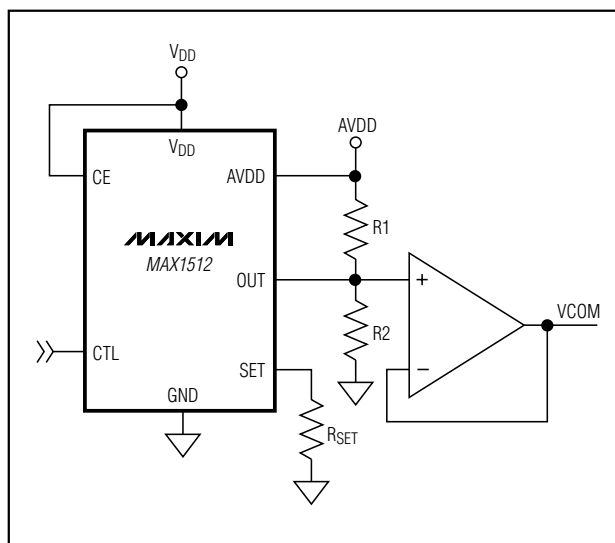 VDD
VDD
AVDD
CE
AVDD
R1
MAXIM
MAX1512
OUT
+
VCOM
R2
−
CTL
SET
GND
RSET